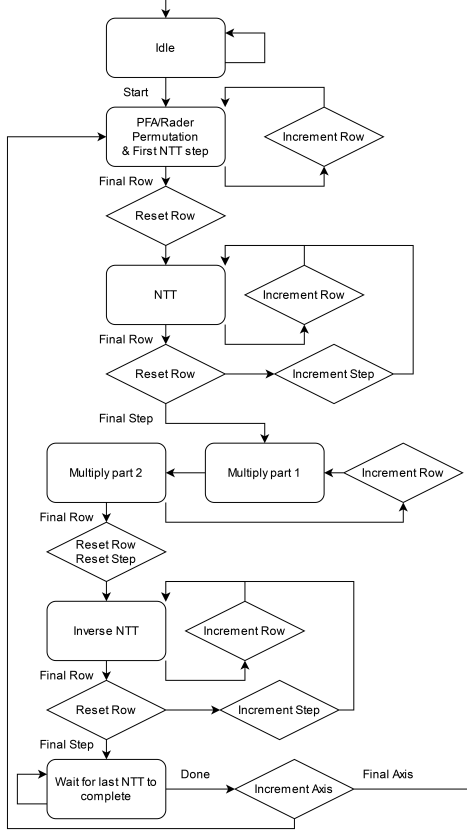 Idle
Start
PFA/Rader
Permutation
& First NTT step
Increment Row
Final Row
Reset Row
NTT
Increment Row
Final Row
Reset Row
Increment Step
Final Step
Multiply part 2
Multiply part 1
Increment Row
Final Row
Reset Row
Reset Step
Inverse NTT
Increment Row
Final Row
Reset Row
Increment Step
Final Step
Wait for last NTT to
complete
Done
Increment Axis
Final Axis